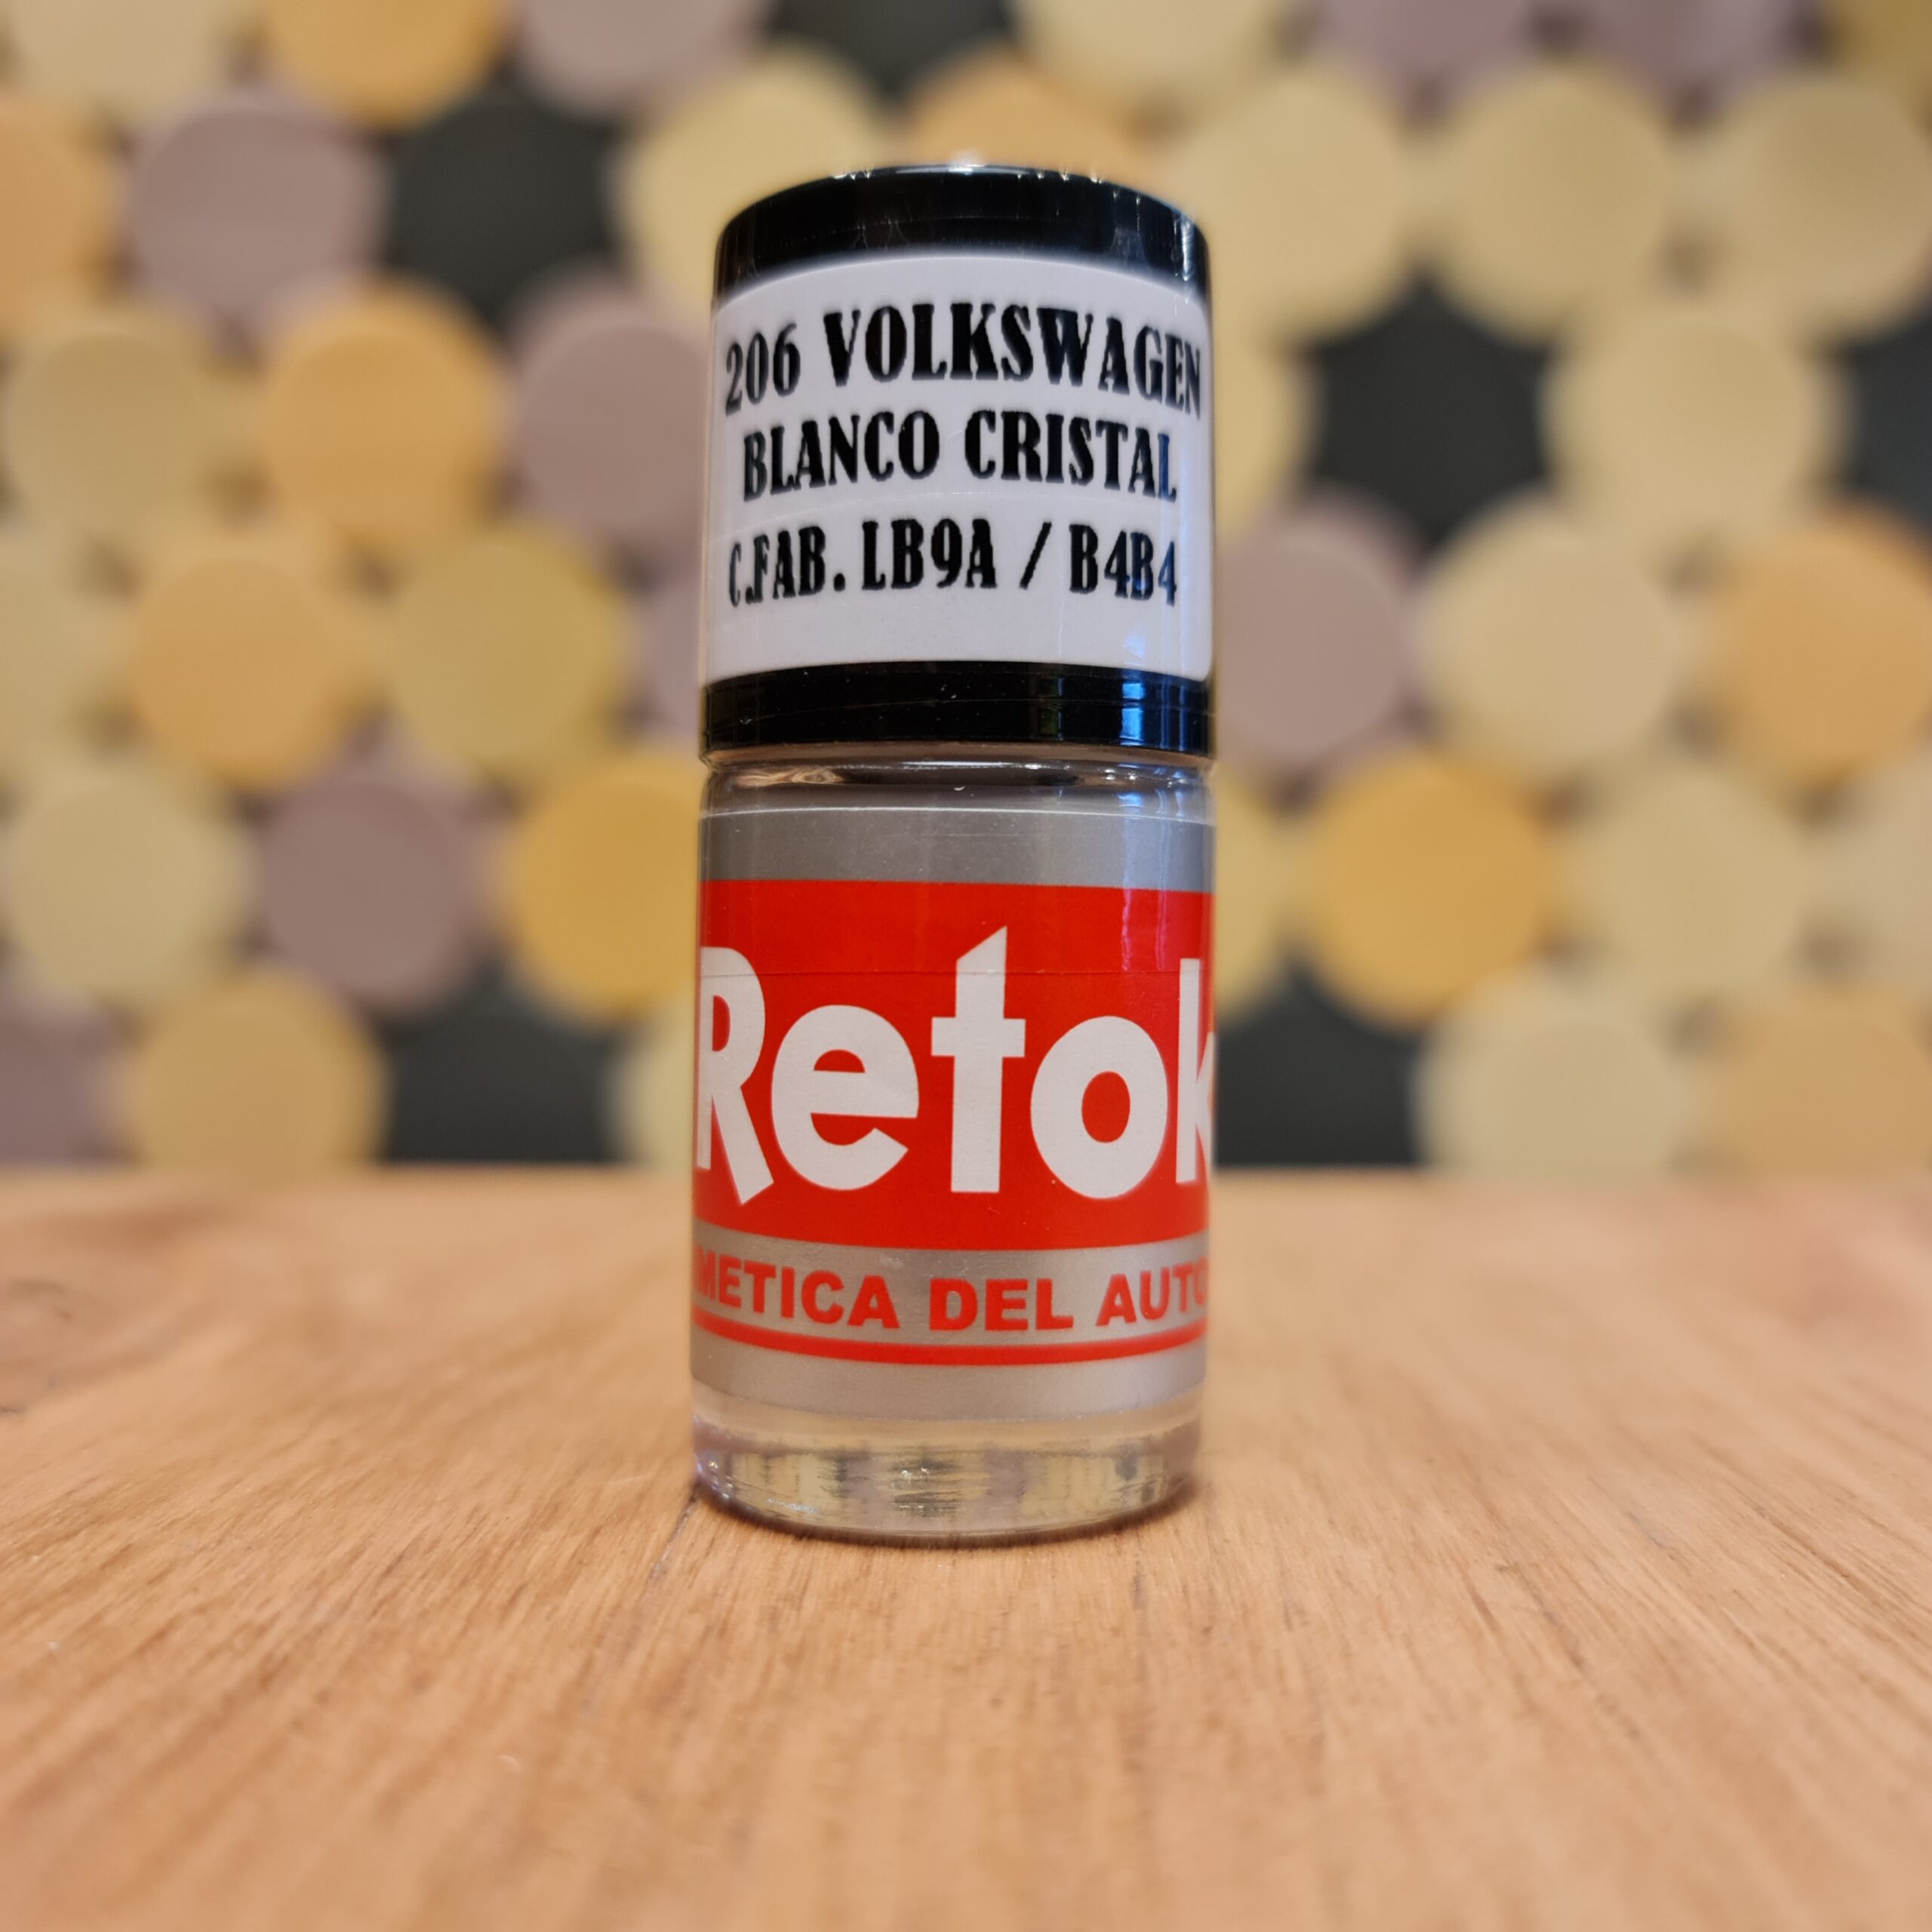 206 VOLKSWAGEN
BLANCO CRISTAL
C.FAB. LB9A / B4B4
Retok
METICA DEL AUTO